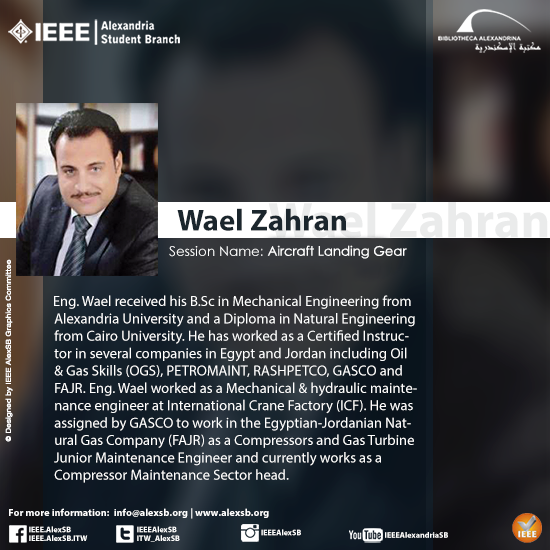 IEEE
Alexandria
Student Branch
BIBLIOTHECA ALEXANDRINA
مكتبة الإسكندرية
Wael Zahran
Wael Zahran
Session Name: Aircraft Landing Gear
© Designed by IEEE AlexSB Graphics Committee
Eng. Wael received his B.Sc in Mechanical Engineering from
Alexandria University and a Diploma in Natural Engineering
from Cairo University. He has worked as a Certified Instruc-
tor in several companies in Egypt and Jordan including Oil
& Gas Skills (OGS), PETROMAINT, RASHPETCO, GASCO and
FAJR. Eng. Wael worked as a Mechanical & hydraulic mainte-
nance engineer at International Crane Factory (ICF). He was
assigned by GASCO to work in the Egyptian-Jordanian Nat-
ural Gas Company (FAJR) as a Compressors and Gas Turbine
Junior Maintenance Engineer and currently works as a
Compressor Maintenance Sector head.
For more information: info@alexsb.org | www.alexsb.org
IEEE.AlexSB
IEEE.AlexSB.ITW
IEEEAlexSB
ITW_AlexSB
IEEEAlexSB
YouTube IEEEAlexandriaSB
IEEE